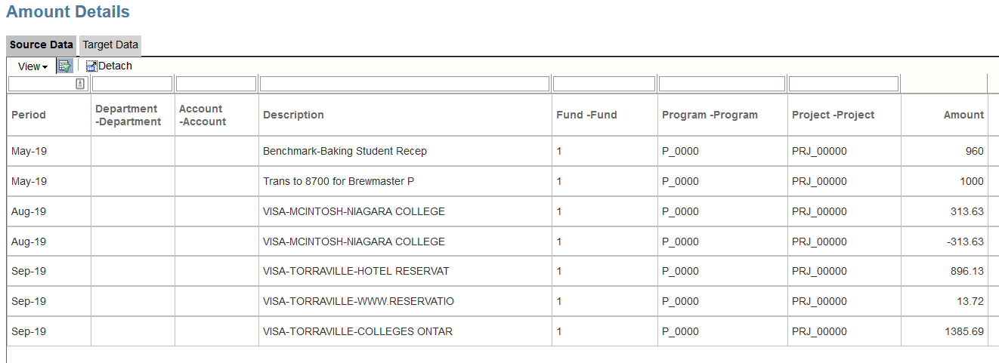 Amount Details
Source Data Target Data
View Detach
Period Department -Department Account -Account Description Fund -Fund Program -Program Project -Project Amount
May-19 Benchmark-Baking Student Recep 1 P_0000 PRJ_00000 960
May-19 Trans to 8700 for Brewmaster P 1 P_0000 PRJ_00000 1000
Aug-19 VISA-MCINTOSH-NIAGARA COLLEGE 1 P_0000 PRJ_00000 313.63
Aug-19 VISA-MCINTOSH-NIAGARA COLLEGE 1 P_0000 PRJ_00000 -313.63
Sep-19 VISA-TORRAVILLE-HOTEL RESERVAT 1 P_0000 PRJ_00000 896.13
Sep-19 VISA-TORRAVILLE-WWW.RESERVATIO 1 P_0000 PRJ_00000 13.72
Sep-19 VISA-TORRAVILLE-COLLEGES ONTAR 1 P_0000 PRJ_00000 1385.69